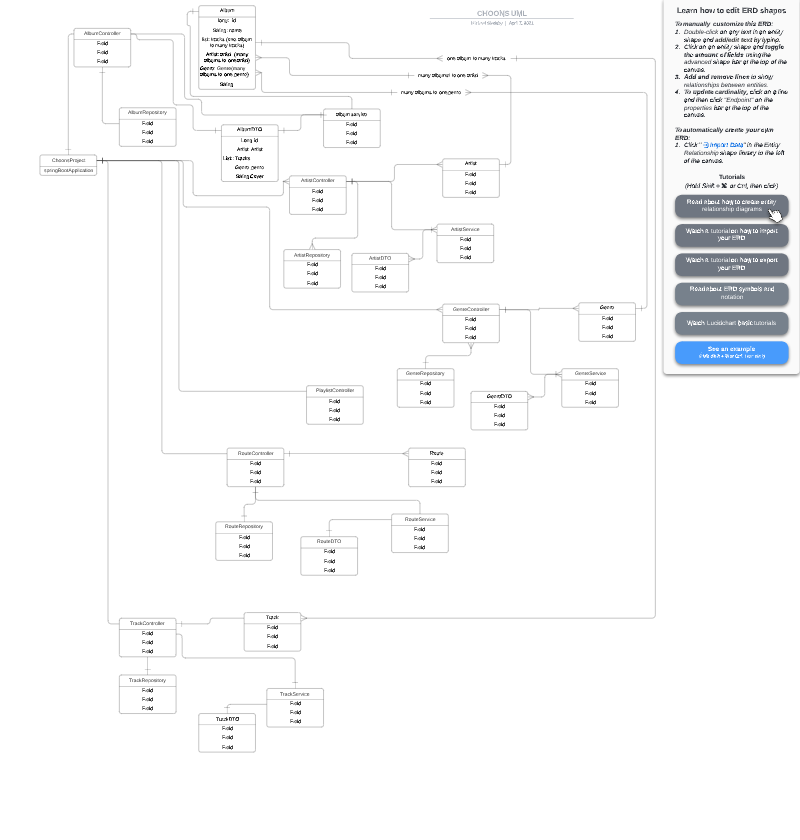 CHOONS UML
AlbumController
Field
Field
Field
Album
long: id
String: name
list: tracks (one album
to many tracks)
Artist: artist (many
albums to one artist)
Genre: Genre(many
albums to one genre)
String
one album to many tracks
many albums to one artist
many albums to one genre
AlbumRepository
Field
Field
Field
AlbumDTO
Long id
Artist: Artist
List: Tracks
Genre: genre
String Cover
albumService
Field
Field
Field
ChoonsProject
springBootApplication
ArtistController
Field
Field
Field
Artist
Field
Field
Field
ArtistRepository
Field
Field
Field
ArtistDTO
Field
Field
Field
ArtistService
Field
Field
Field
GenreController
Field
Field
Field
Genre
Field
Field
Field
GenreRepository
Field
Field
Field
GenreDTO
Field
Field
Field
GenreService
Field
Field
Field
PlaylistController
Field
Field
Field
RouteController
Field
Field
Field
Route
Field
Field
Field
RouteRepository
Field
Field
Field
RouteDTO
Field
Field
Field
RouteService
Field
Field
Field
TrackController
Field
Field
Field
Track
Field
Field
Field
TrackRepository
Field
Field
Field
TrackDTO
Field
Field
Field
TrackService
Field
Field
Field
Learn how to edit ERD shapes
To manually customize this ERD:
1. Double-click on any text in an entity
shape and add/edit text by typing.
2. Click on an entity shape and toggle
the amount of fields using the
advanced shape bar at the top of the
canvas.
3. Add and remove lines to show
relationships between entities.
4. To update cardinality, click on a line
and then click "Endpoint" on the
properties bar at the top of the
canvas.
To automatically create your own
ERD:
1. Click " Import Data" in the Entity
Relationship shape library to the left
of the canvas.
Tutorials
(Hold Shift + ⌘ or Ctrl, then click)
Read about how to create entity
relationship diagrams
Watch a tutorial on how to import
your ERD
Watch a tutorial on how to export
your ERD
Read about ERD symbols and
notation
Watch Lucidchart basic tutorials
See an example